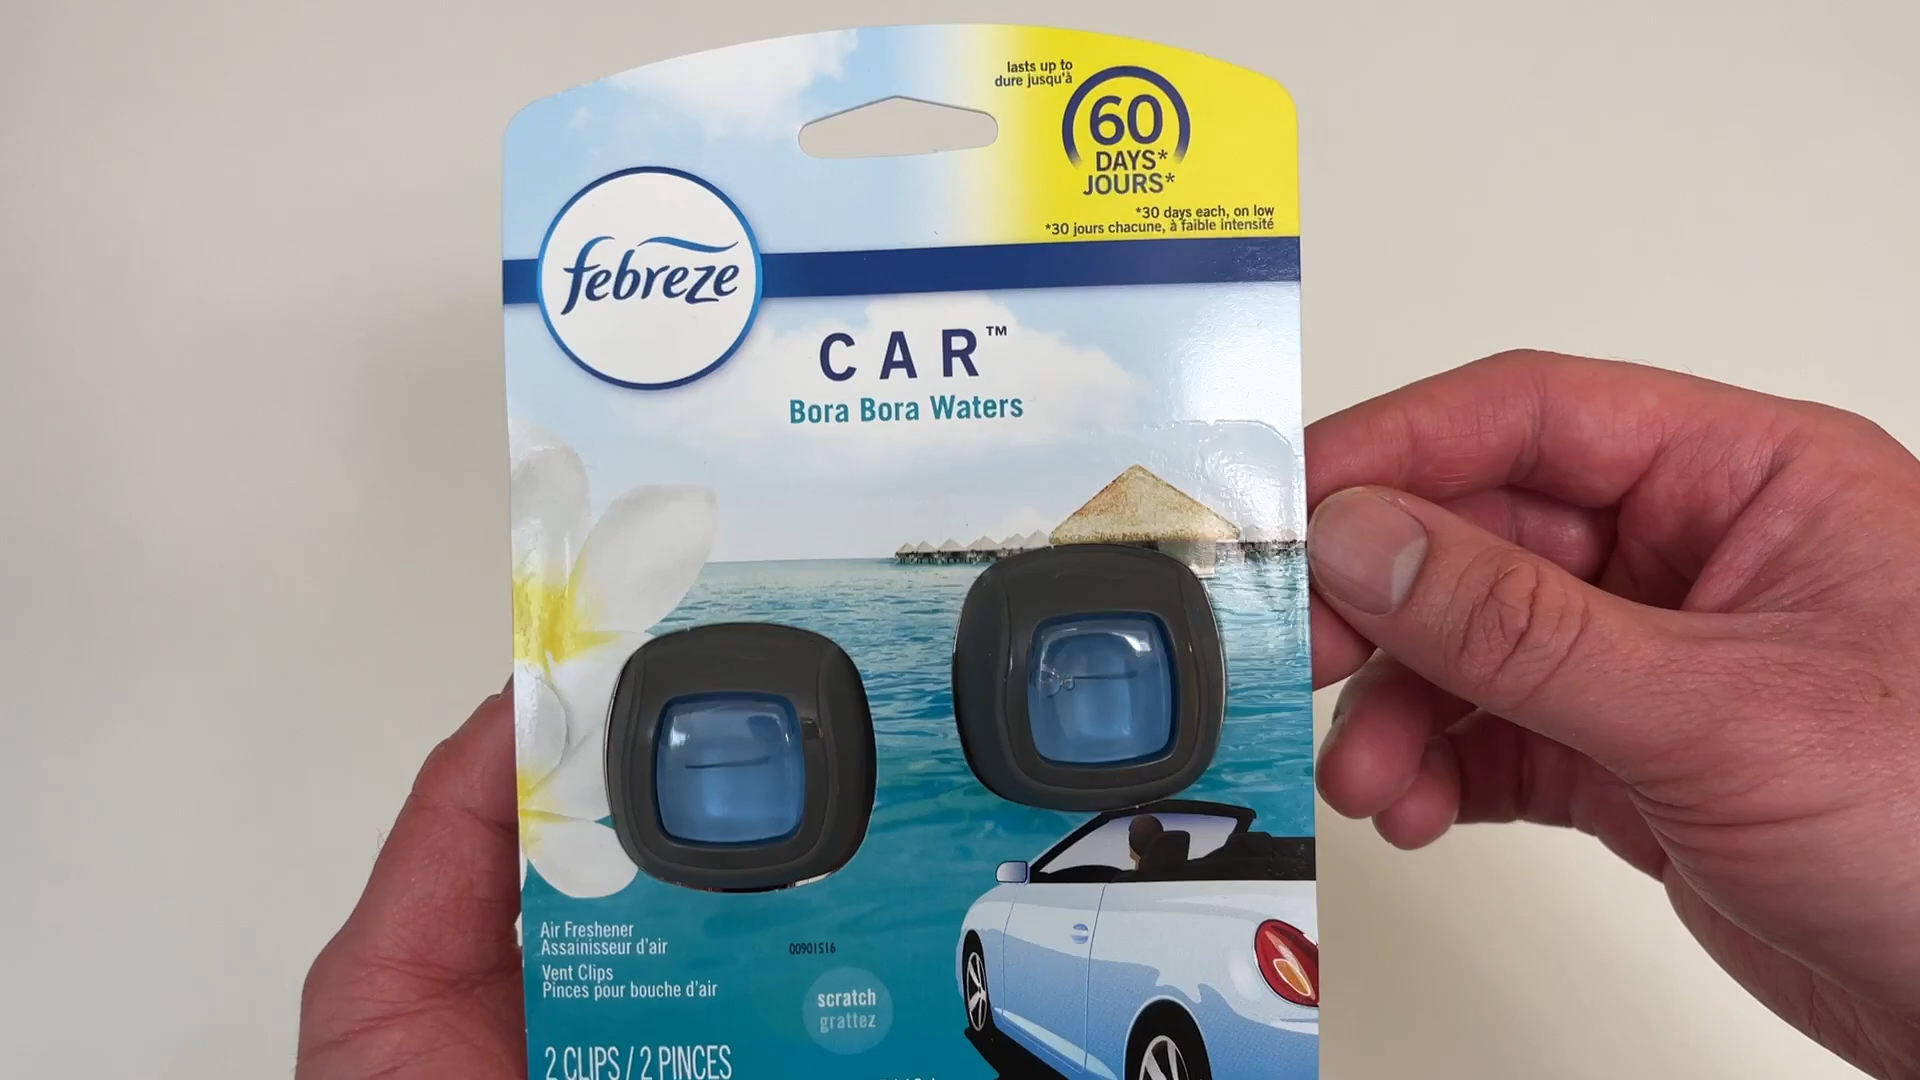 lasts up to
dure jusqu'à
60
DAYS*
JOURS*
*30 days each, on low
*30 jours chacune, à faible intensité
febreze
CAR™
Bora Bora Waters
Air Freshener
Assainisseur d'air
Vent Clips
Pinces pour bouche d'air
00901516
scratch
grattez
2 CLIPS / 2 PINCES